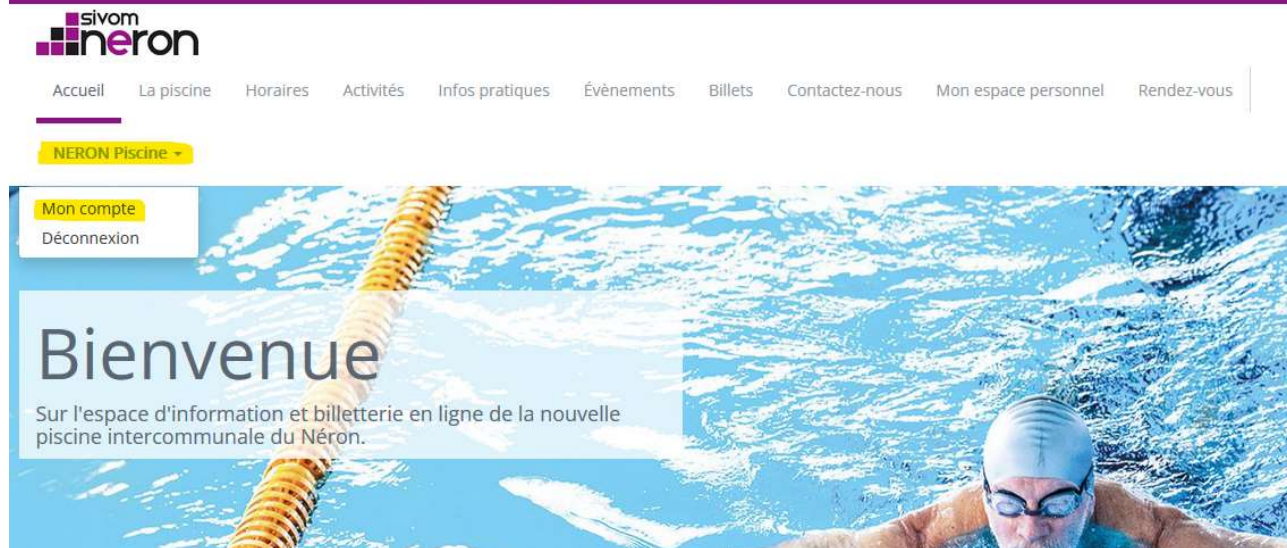 sivom
neron
Accueil La piscine Horaires Activités Infos pratiques Évènements Billets Contactez-nous Mon espace personnel Rendez-vous
NERON Piscine
Mon compte
Déconnexion
Bienvenue
Sur l'espace d'information et billetterie en ligne de la nouvelle
piscine intercommunale du Néron.